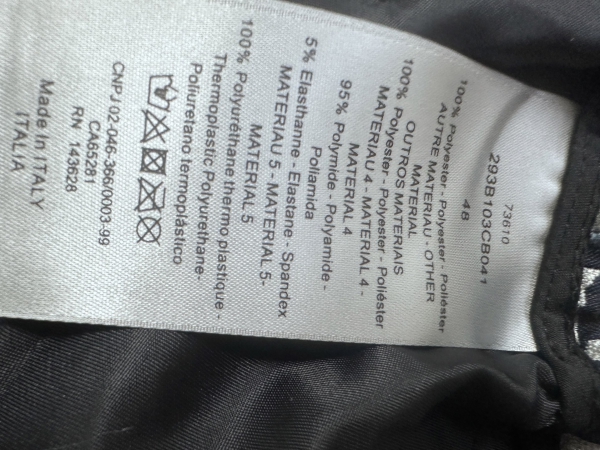 73610
293B103CB041
48
100% Polyester - Polyester - Poliéster
AUTRE MATERIAU - OTHER
MATERIAL
OUTROS MATERIAIS
100% Polyester - Polyester - Poliéster
MATERIAU 4 - MATERIAL 4 -
MATERIAL 4
95% Polymide - Polyamide -
Poliamida
5% Elasthanne - Elastane - Spandex
MATERIAU 5 - MATERIAL 5-
MATERIAL 5
100% Polyuréthane thermo plastique -
Thermoplastic Polyurethane-
Poliuretano termoplástico
CNPJ 02-046-366/0003-99
CA65281
RN 143628
Made in ITALY
ITALIA